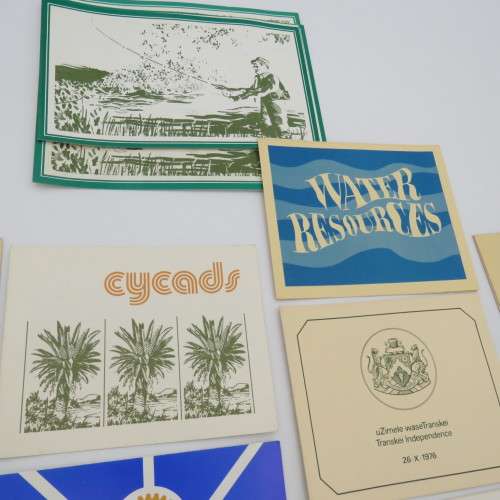 WATER
RESOURCES
cycads
uZimele waseTranskei
Transkei Independence
26 X 1976